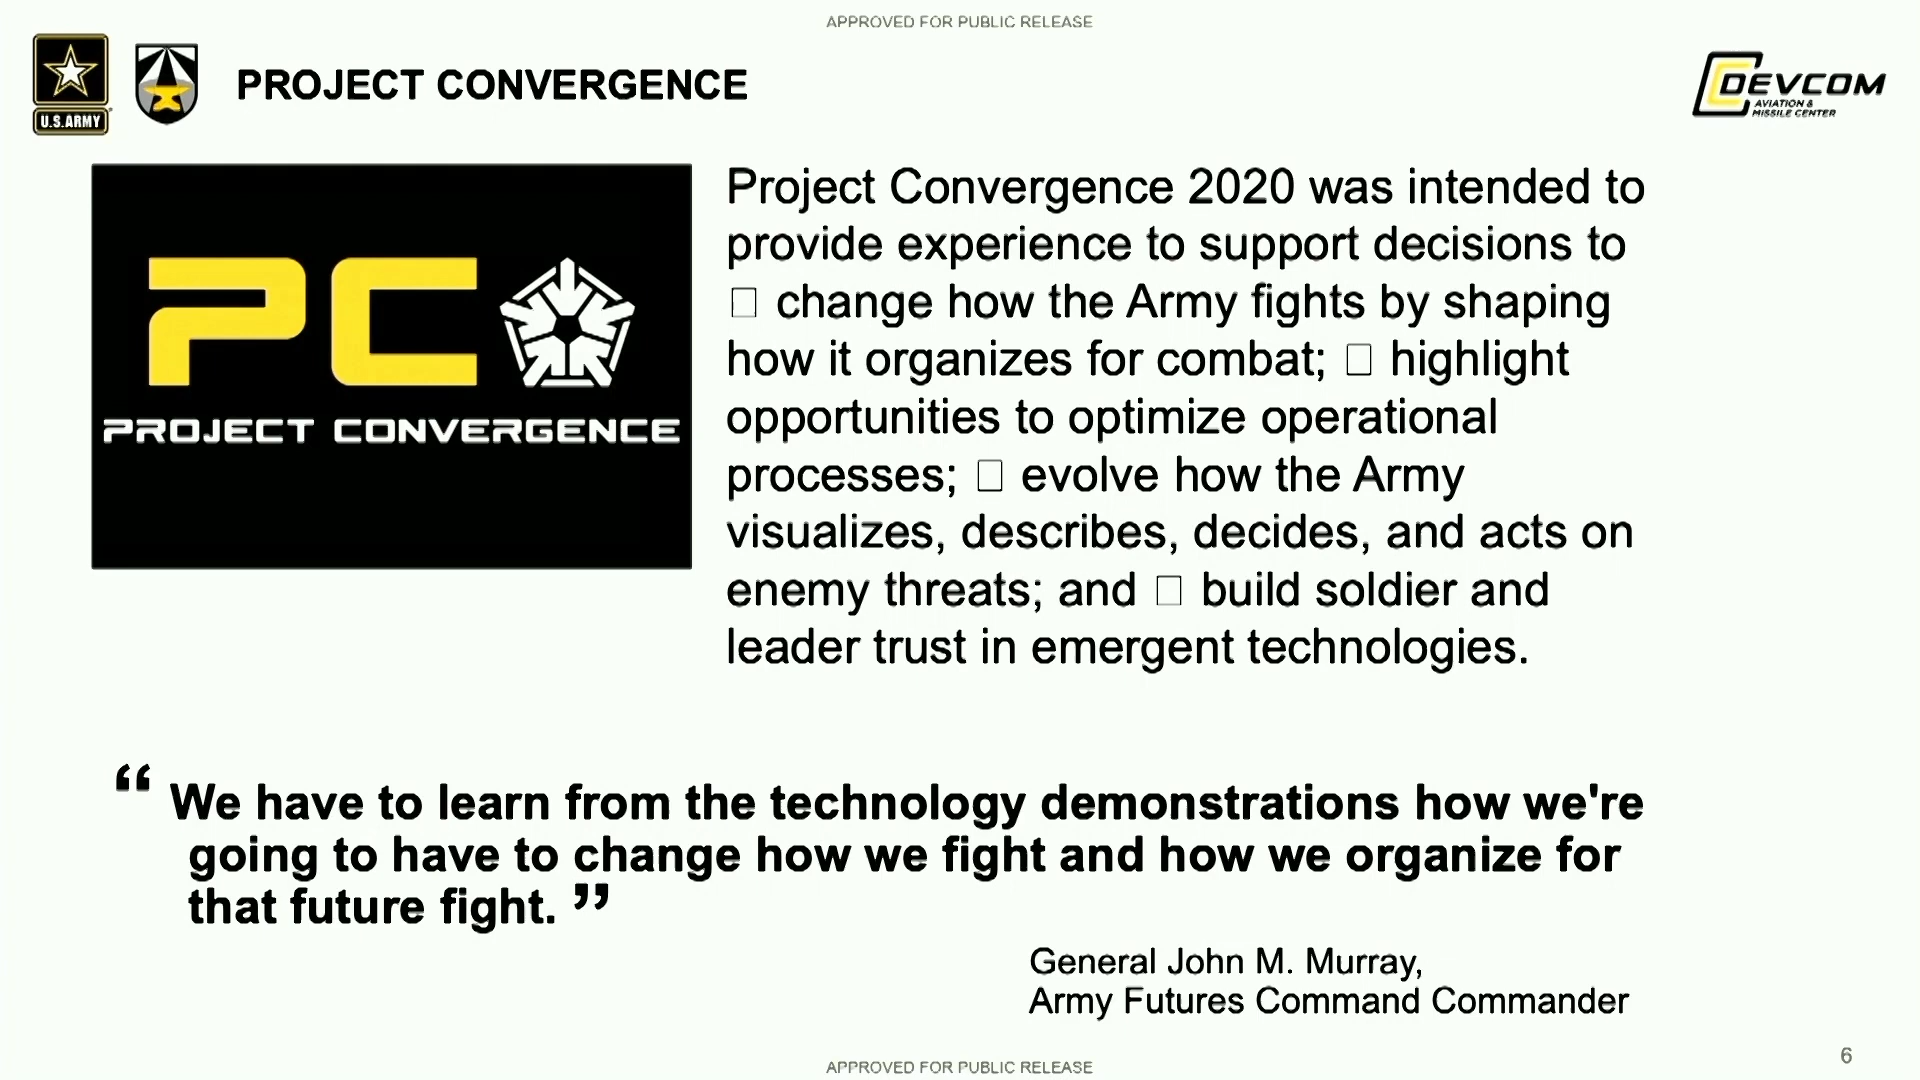 APPROVED FOR PUBLIC RELEASE
U.S.ARMY
PROJECT CONVERGENCE
DEVCOM
AVIATION &
MISSILE CENTER
PC
PROJECT CONVERGENCE
Project Convergence 2020 was intended to
provide experience to support decisions to
□ change how the Army fights by shaping
how it organizes for combat; □ highlight
opportunities to optimize operational
processes; □ evolve how the Army
visualizes, describes, decides, and acts on
enemy threats; and □ build soldier and
leader trust in emergent technologies.
“ We have to learn from the technology demonstrations how we're
going to have to change how we fight and how we organize for
that future fight. ”
General John M. Murray,
Army Futures Command Commander
APPROVED FOR PUBLIC RELEASE
6